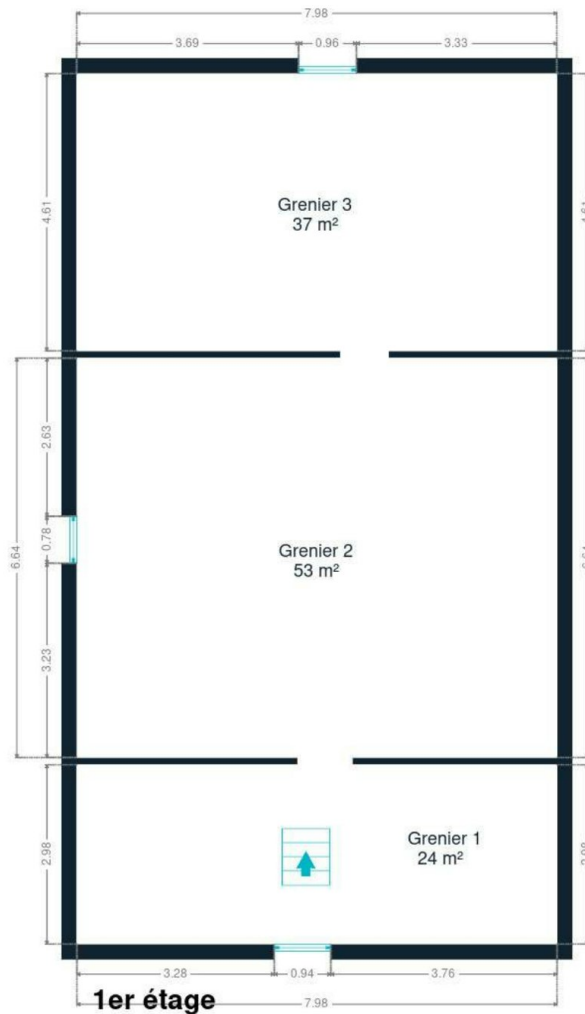 7.98
3.69 0.96 3.33
4.61
Grenier 3
37 m²
2.63
0.78
6.64
3.23
Grenier 2
53 m²
2.98
Grenier 1
24 m²
3.28 0.94 3.76
1er étage
7.98